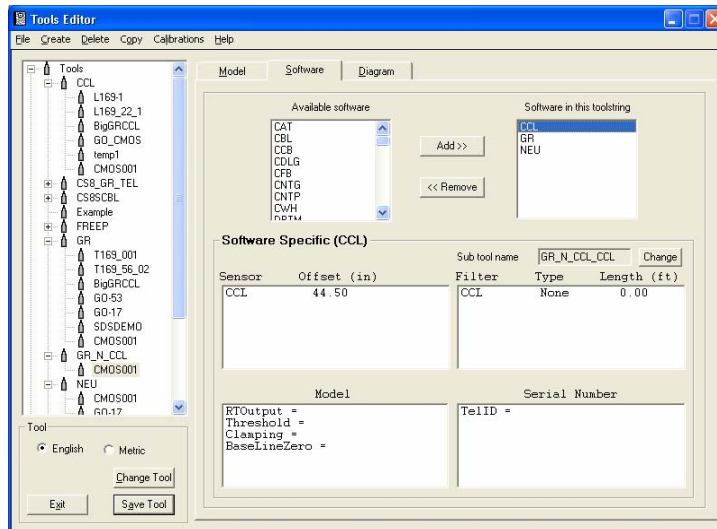 Tools Editor
File Create Delete Copy Calibrations Help
Tools
CCL
L169-1
L169_22_1
BigGRCCL
GO_CMOS
temp1
CMOS001
CS8_GR_TEL
CS8SCBL
Example
FREEP
GR
T169_001
T169_56_02
BigGRCCL
GO-53
GO-17
SDSDEMO
CMOS001
GR_N_CCL
CMOS001
NEU
CMOS001
GO-17
Tool
English Metric
Change Tool
Exit Save Tool
Model Software Diagram
Available software
CAT
CBL
CCB
CDLG
CFB
CNTG
CNTP
CWH
DRTM
Add >>
<< Remove
Software in this toolstring
CCL
GR
NEU
Software Specific (CCL)
Sub tool name GR_N_CCL_CCL Change
Sensor Offset (in)
CCL 44.50
Filter Type Length (ft)
CCL None 0.00
Model
RTOutput =
Threshold =
Clamping =
BaseLineZero =
Serial Number
TelID =